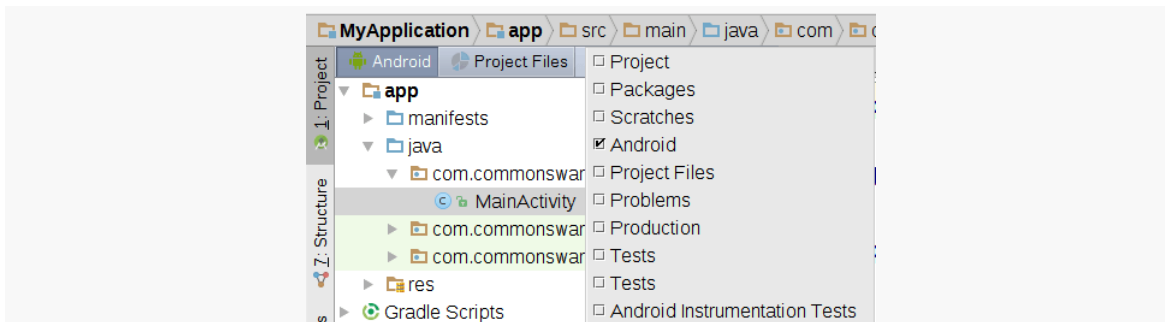 MyApplication app src main java com
Android Project Files
app
manifests
java
com.commonswar
MainActivity
com.commonswar
com.commonswar
res
Gradle Scripts
Project
Packages
Scratches
Android
Project Files
Problems
Production
Tests
Tests
Android Instrumentation Tests
1: Project
7: Structure